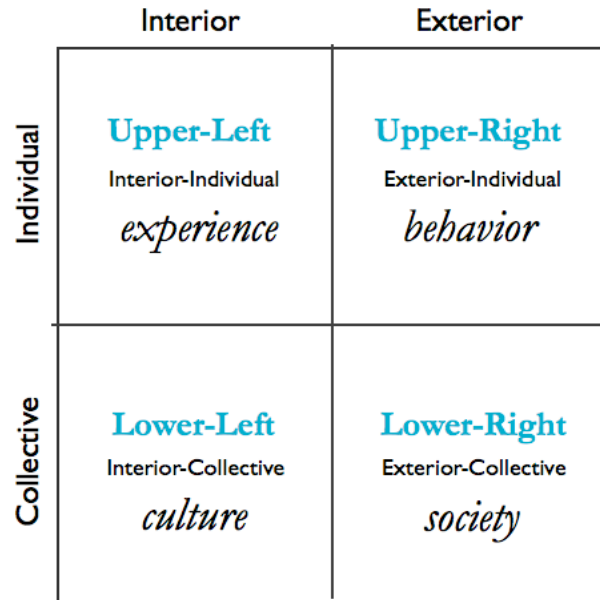 Interior
Exterior
Individual
Upper-Left
Interior-Individual
experience
Upper-Right
Exterior-Individual
behavior
Collective
Lower-Left
Interior-Collective
culture
Lower-Right
Exterior-Collective
society